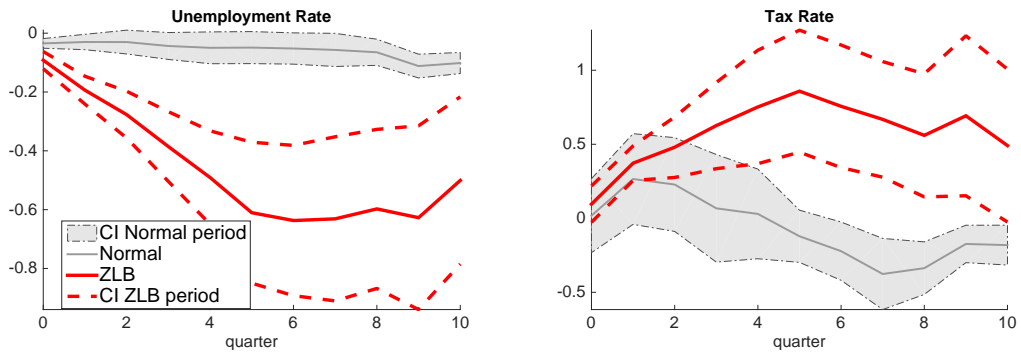 Unemployment Rate
0
-0.2
-0.4
-0.6
-0.8
CI Normal period
Normal
ZLB
CI ZLB period
0
2
4
6
8
10
quarter
Tax Rate
1
0.5
0
-0.5
0
2
4
6
8
10
quarter